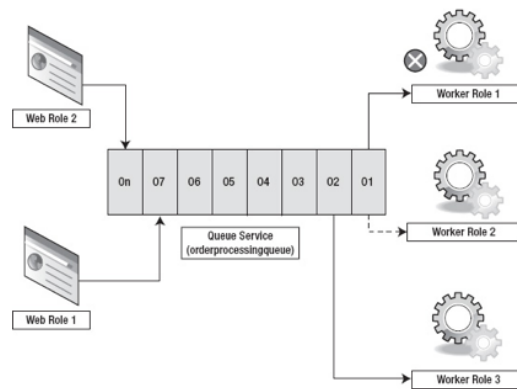 Web Role 2
Worker Role 1
0n 07 06 05 04 03 02 01
Queue Service
(orderprocessingqueue)
Worker Role 2
Web Role 1
Worker Role 3